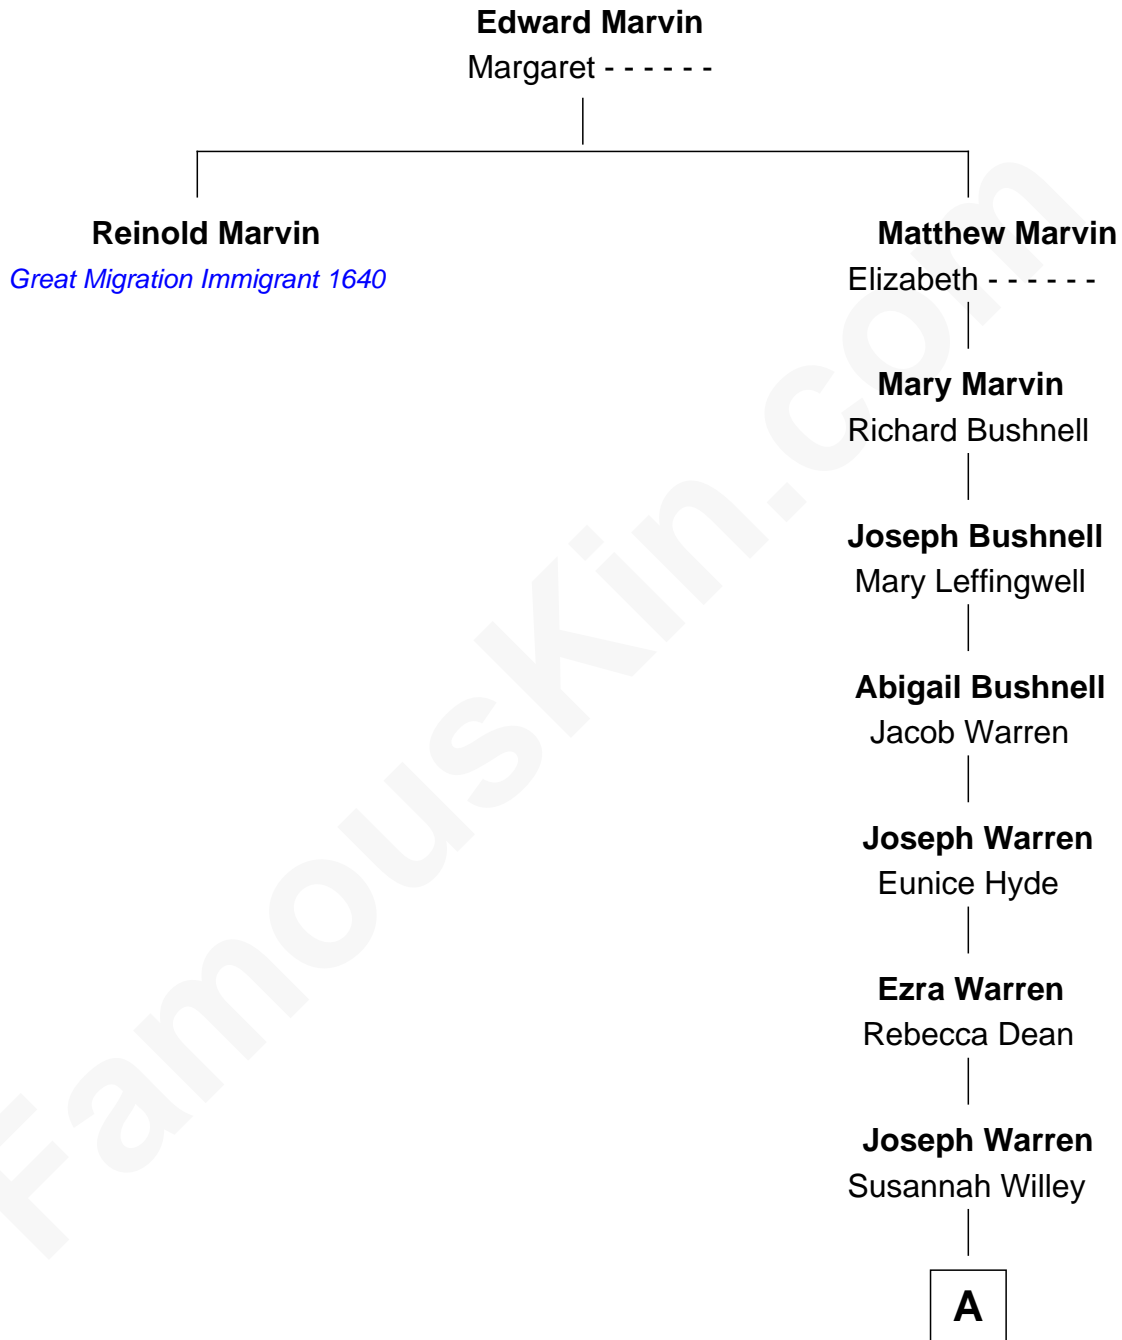 Edward Marvin
Margaret - - - - - -
Reinold Marvin
Great Migration Immigrant 1640
Matthew Marvin
Elizabeth - - - - - -
Mary Marvin
Richard Bushnell
Joseph Bushnell
Mary Leffingwell
Abigail Bushnell
Jacob Warren
Joseph Warren
Eunice Hyde
Ezra Warren
Rebecca Dean
Joseph Warren
Susannah Willey
A
FamousKin.com